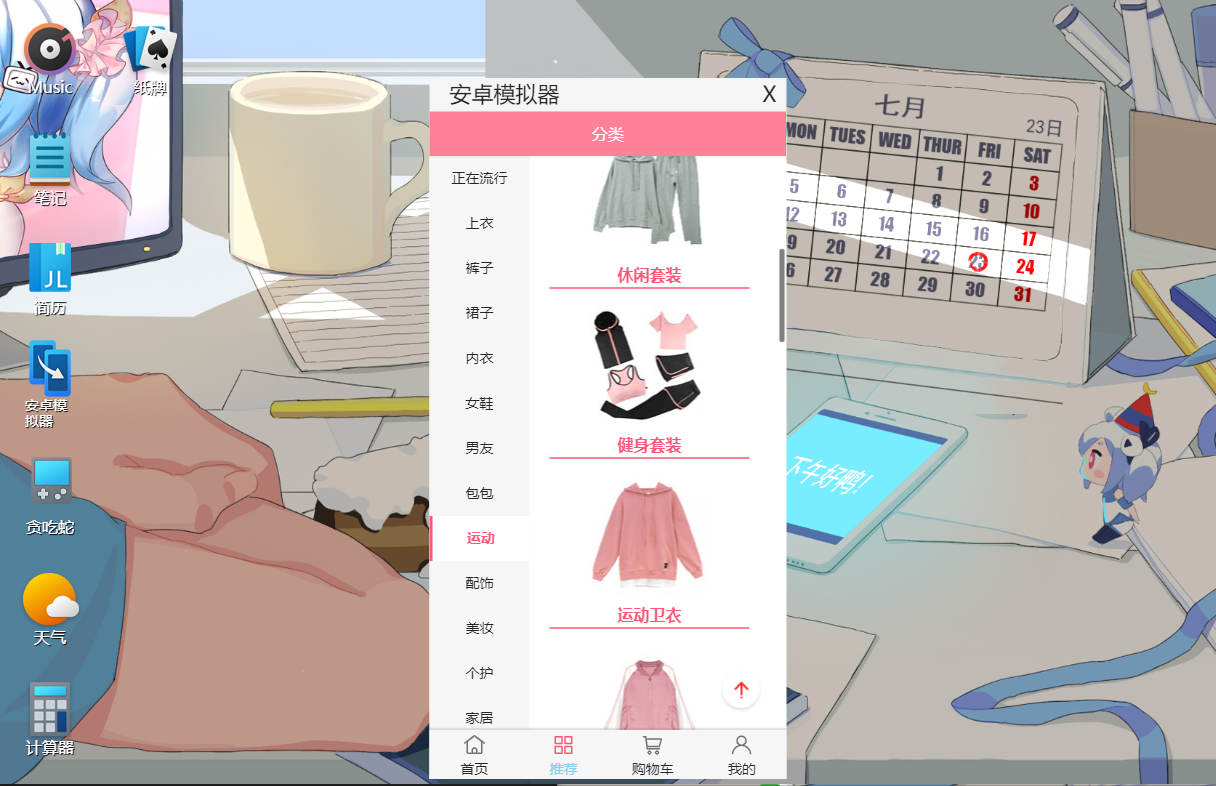 Music
纸牌
笔记
JL
简历
安卓模
拟器
贪吃蛇
天气
计算器
安卓模拟器
X
分类
正在流行
上衣
裤子
裙子
内衣
女鞋
男友
包包
运动
配饰
美妆
个护
家居
休闲套装
健身套装
运动卫衣
首页
推荐
购物车
我的
七月
23日
MON TUES WED THUR FRI SAT
1 2 3
5 6 7 8 9 10
12 13 14 15 16 17
9 20 21 22 23 24
6 27 28 29 30 31
下午好鸭!